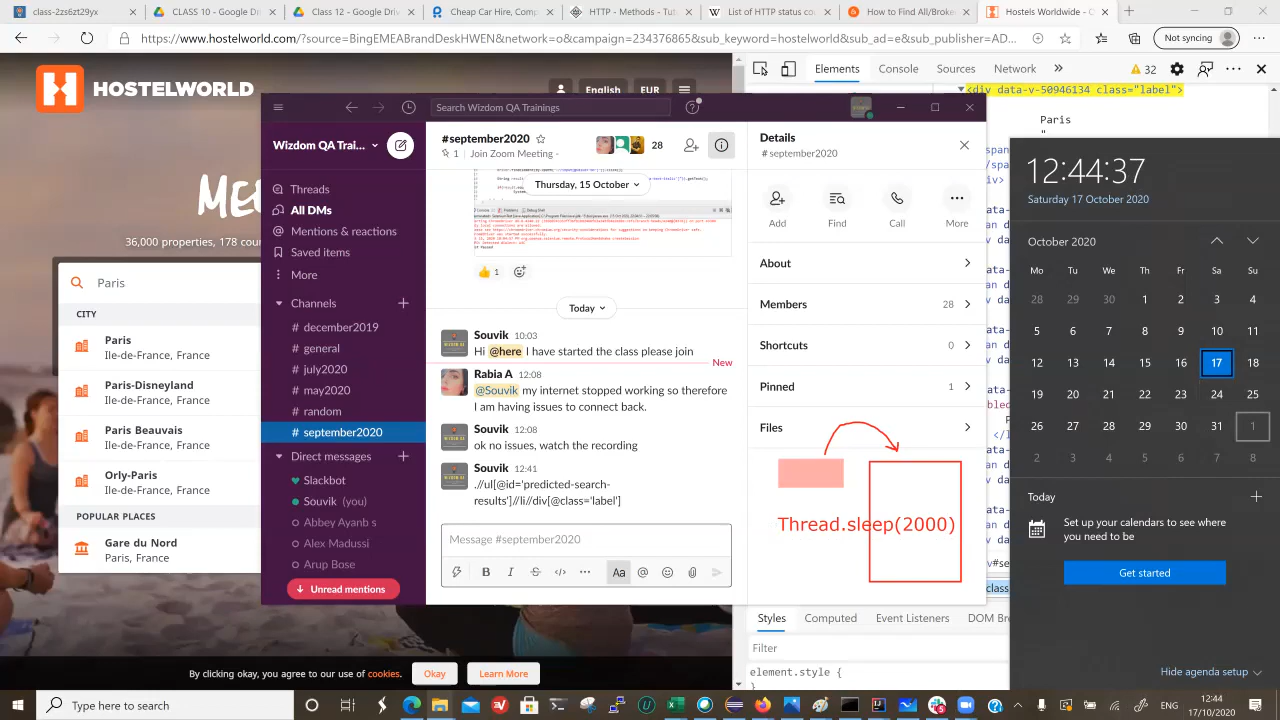 class-2zsf6ztyxi
CLASS 10 - Google Dr
Class 12 - Google Driv
Cheap Car Hire, Comp
HTTP - Methods - Tut
List of HTTP status co
How to Find All/Broke
Hostels Worldwide - O
https://www.hostelworld.com/?source=BingEMEABrandDeskHWEN&network=o&campaign=234376865&sub_keyword=hostelworld&sub_ad=e&sub_publisher=AD...
Not syncing
HOSTELWORLD
English
EUR
Elements
Console
Sources
Network
32
<div data-v-50946134 class="label">
Paris
"
Me
36,000 properties, 178 cou
Paris
CITY
Paris
Ile-de-France, France
Paris-Disneyland
Ile-de-France, France
Paris Beauvais
Ile-de-France, France
Orly-Paris
Ile-de-France, France
POPULAR PLACES
Gare du Nord
Paris, France
By clicking okay, you agree to our use of cookies.
Okay
Learn More
Search Wizdom QA Trainings
Wizdom QA Trai...
Threads
All DMs
Mentions & reactions
Saved items
More
Channels
# december2019
# general
# july2020
# may2020
# random
# september2020
Direct messages
Slackbot
Souvik (you)
Abbey Ayanb s
Alex Madussi
Arup Bose
Unread mentions
#september2020
1
Join Zoom Meeting -
28
Thursday, 15 October
1
Today
Souvik 10:03
Hi @here I have started the class please join
New
Rabia A 12:08
@Souvik my internet stopped working so therefore
I am having issues to connect back.
Souvik 12:08
ok no issues, watch the recording
Souvik 12:41
.//ul[@id='predicted-search-
results']//li//div[@class='label']
Message #september2020
B I S </> ... Aa @
Details
#september2020
Add
Find
Call
More
About
Members 28
Shortcuts 0
Pinned 1
Files
Thread.sleep(2000)
12:44:37
Saturday 17 October 2020
October 2020
Mo Tu We Th Fr Sa Su
28 29 30 1 2 3 4
5 6 7 8 9 10 11
12 13 14 15 16 17 18
19 20 21 22 23 24 25
26 27 28 29 30 31 1
2 3 4 5 6 7 8
Today
Set up your calendars to see where
you need to be
Get started
Hide agenda setup
Styles
Computed
Event Listeners
DOM Br
Filter
element.style {
}
Type here to search
ENG
12:44
17/10/2020